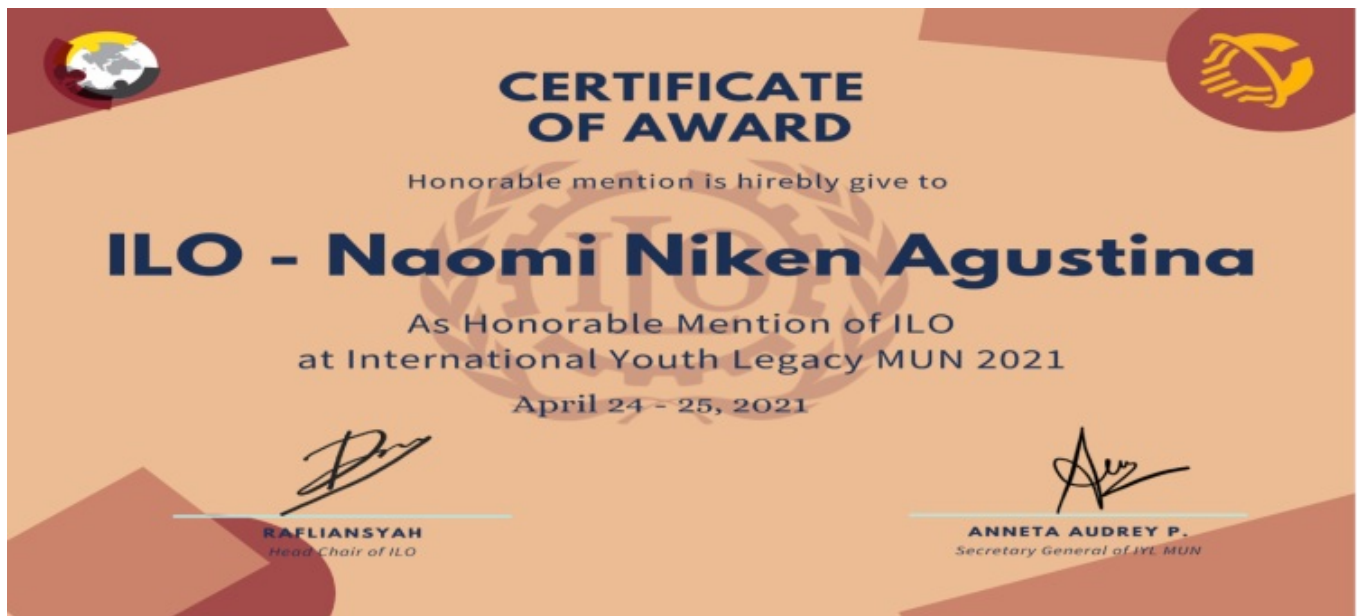 CERTIFICATE
OF AWARD
Honorable mention is hirebly give to
ILO - Naomi Niken Agustina
ILO
As Honorable Mention of ILO
at International Youth Legacy MUN 2021
April 24 - 25, 2021
RAFLIANSYAH
Head Chair of ILO
ANNETA AUDREY P.
Secretary General of IYL MUN